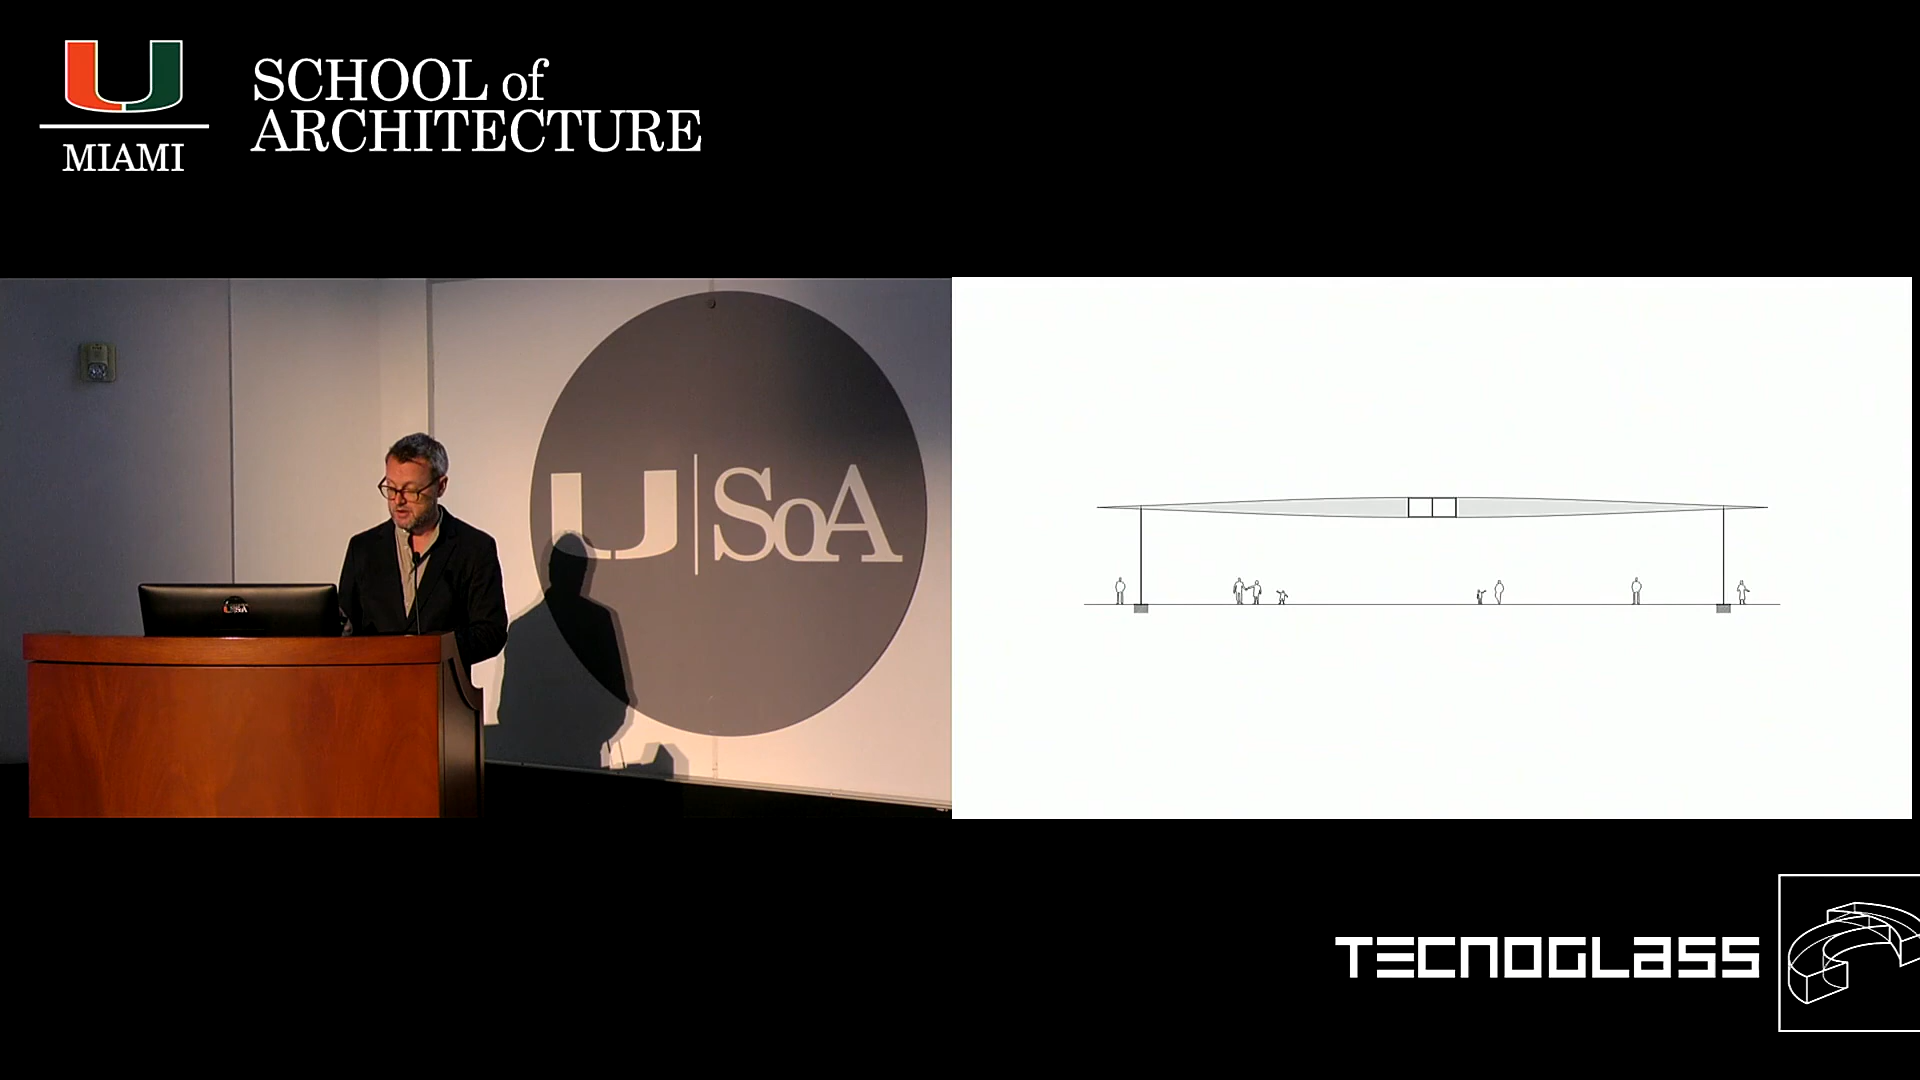 SCHOOL of
ARCHITECTURE
MIAMI
U SoA
TECNOGLASS